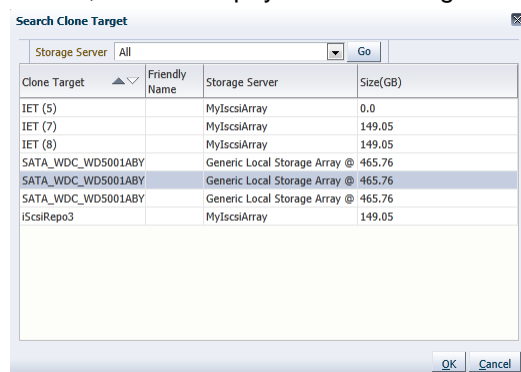 Search Clone Target
Storage Server All Go
Clone Target Friendly Name Storage Server Size(GB)
IET (5) MyIscsiArray 0.0
IET (7) MyIscsiArray 149.05
IET (8) MyIscsiArray 149.05
SATA_WDC_WD5001ABY Generic Local Storage Array @ 465.76
SATA_WDC_WD5001ABY Generic Local Storage Array @ 465.76
SATA_WDC_WD5001ABY Generic Local Storage Array @ 465.76
iScsiRepo3 MyIscsiArray 149.05
OK Cancel